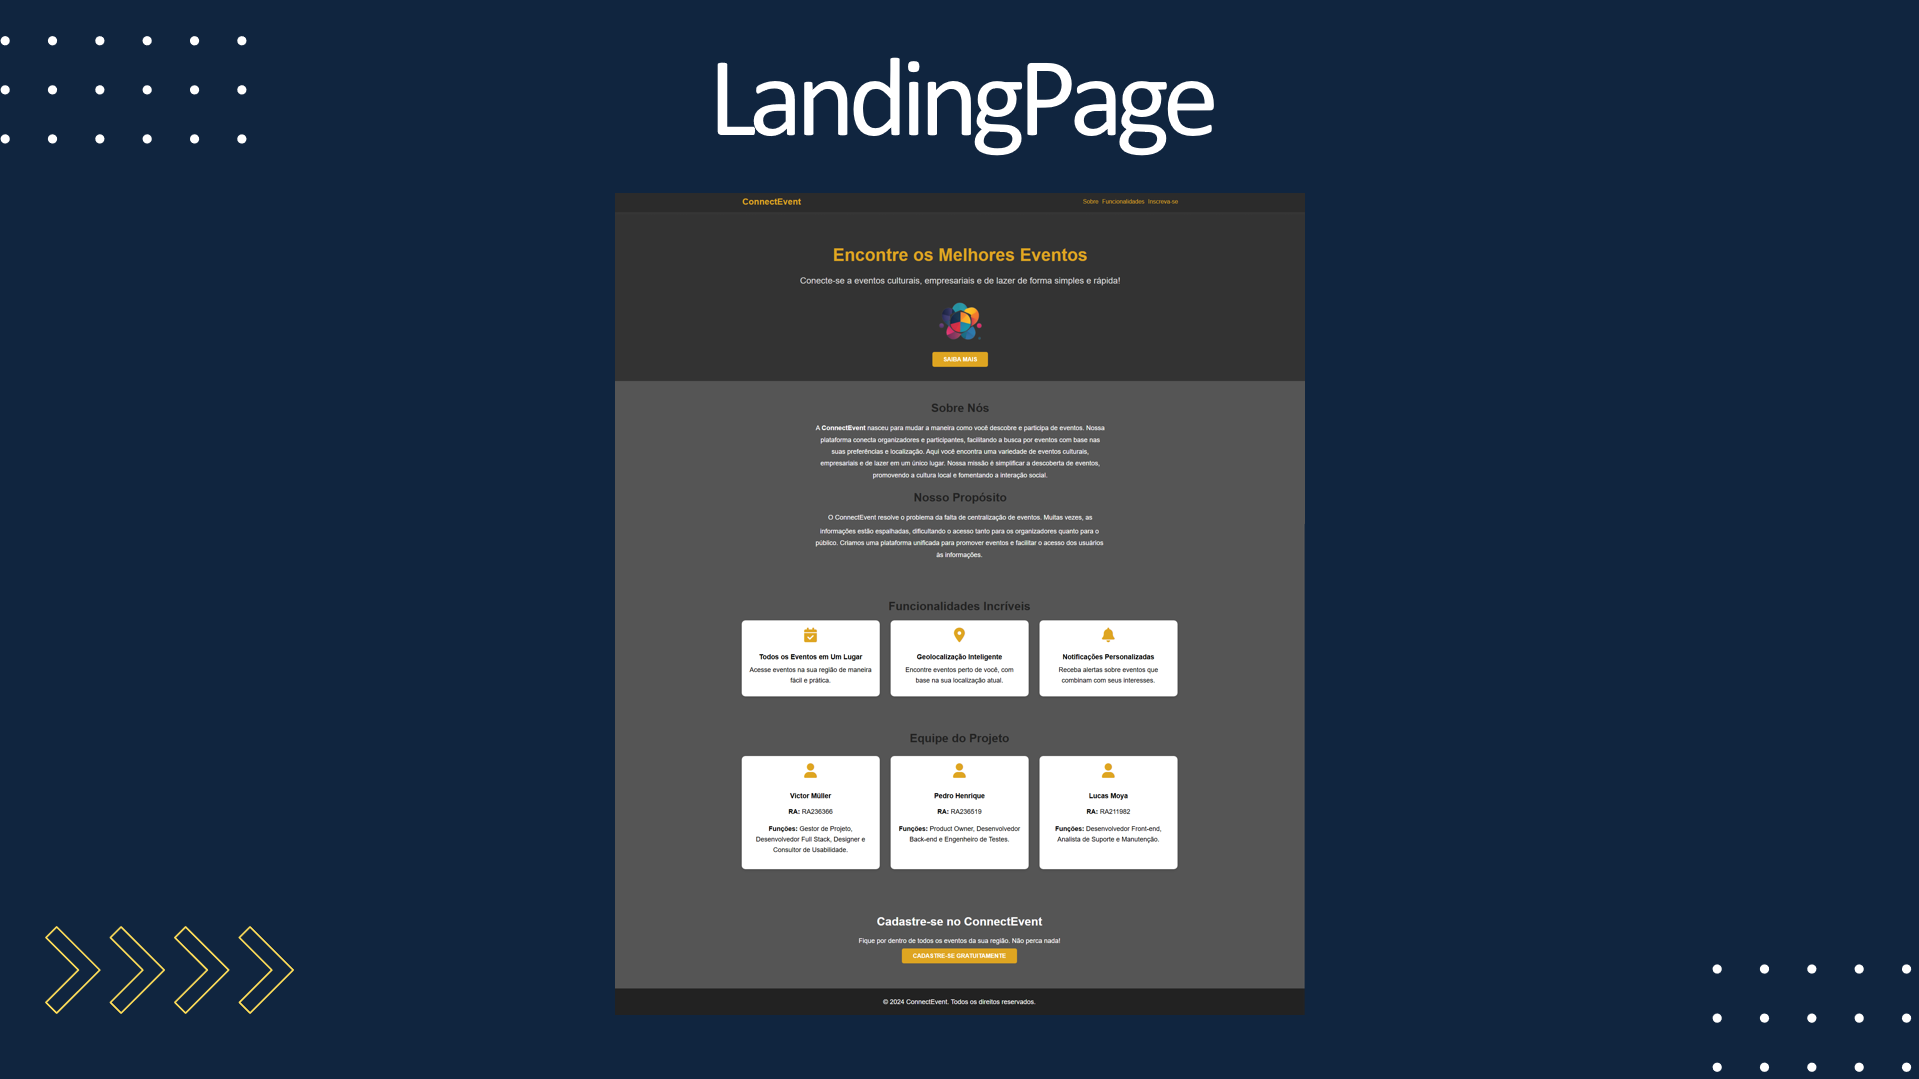 LandingPage
ConnectEvent
Sobre Funcionalidades Inscreva-se
Encontre os Melhores Eventos
Conecte-se a eventos culturais, empresariais e de lazer de forma simples e rápida!
SAIBA MAIS
Sobre Nós
A ConnectEvent nasceu para mudar a maneira como você descobre e participa de eventos. Nossa
plataforma conecta organizadores e participantes, facilitando a busca por eventos com base nas
suas preferências e localização. Aqui você encontra uma variedade de eventos culturais,
empresariais e de lazer em um único lugar. Nossa missão é simplificar a descoberta de eventos,
promovendo a cultura local e fomentando a interação social.
Nosso Propósito
O ConnectEvent resolve o problema da falta de centralização de eventos. Muitas vezes, as
informações estão espalhadas, dificultando o acesso tanto para os organizadores quanto para o
público. Criamos uma plataforma unificada para promover eventos e facilitar o acesso dos usuários
às informações.
Funcionalidades Incríveis
Todos os Eventos em Um Lugar
Acesse eventos na sua região de maneira
fácil e prática.
Geolocalização Inteligente
Encontre eventos perto de você, com
base na sua localização atual.
Notificações Personalizadas
Receba alertas sobre eventos que
combinam com seus interesses.
Equipe do Projeto
Victor Müller
RA: RA236366
Funções: Gestor de Projeto,
Desenvolvedor Full Stack, Designer e
Consultor de Usabilidade.
Pedro Henrique
RA: RA236519
Funções: Product Owner, Desenvolvedor
Back-end e Engenheiro de Testes.
Lucas Moya
RA: RA211982
Funções: Desenvolvedor Front-end,
Analista de Suporte e Manutenção.
Cadastre-se no ConnectEvent
Fique por dentro de todos os eventos da sua região. Não perca nada!
CADASTRE-SE GRATUITAMENTE
© 2024 ConnectEvent. Todos os direitos reservados.